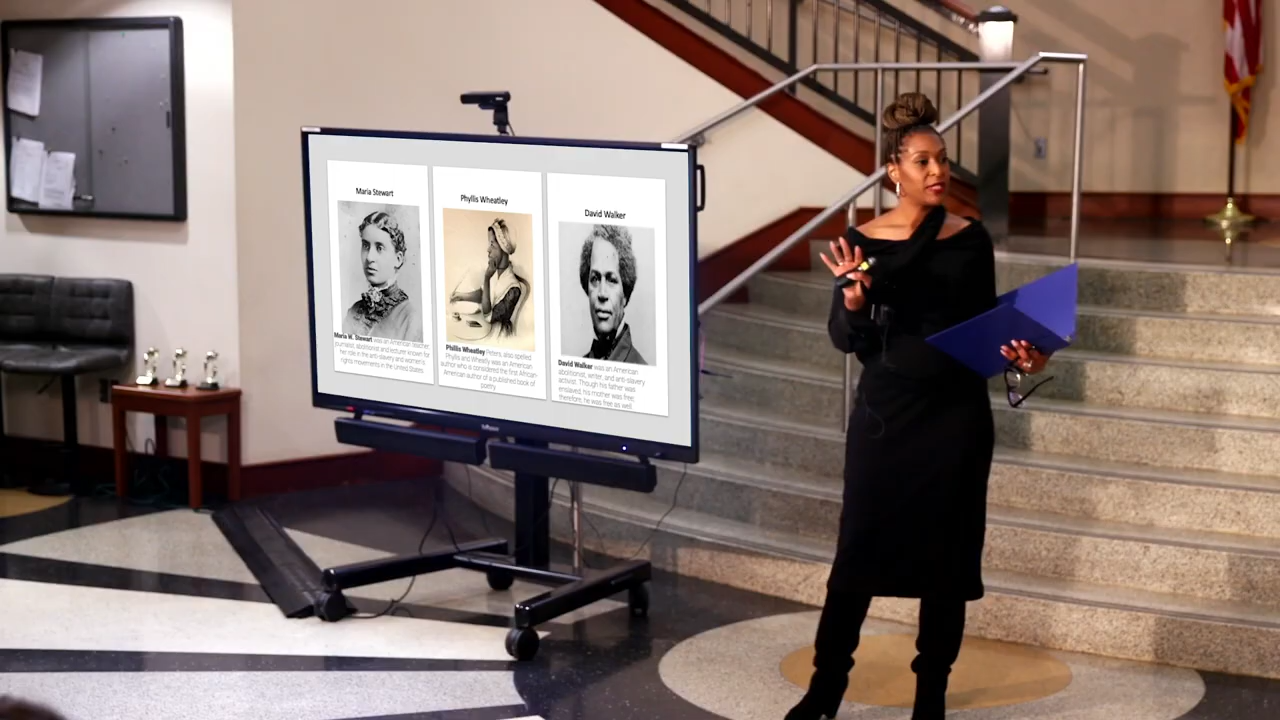 Maria Stewart
Maria W. Stewart was an American teacher,
journalist, abolitionist and lecturer known for
her role in the anti-slavery and women's
rights movements in the United States.
Phyllis Wheatley
Phillis Wheatley Peters, also spelled
Phyllis and Wheatly was an American
author who is considered the first African-
American author of a published book of
poetry.
David Walker
David Walker was an American
abolitionist, writer, and anti-slavery
activist. Though his father was
enslaved, his mother was free;
therefore, he was free as well.